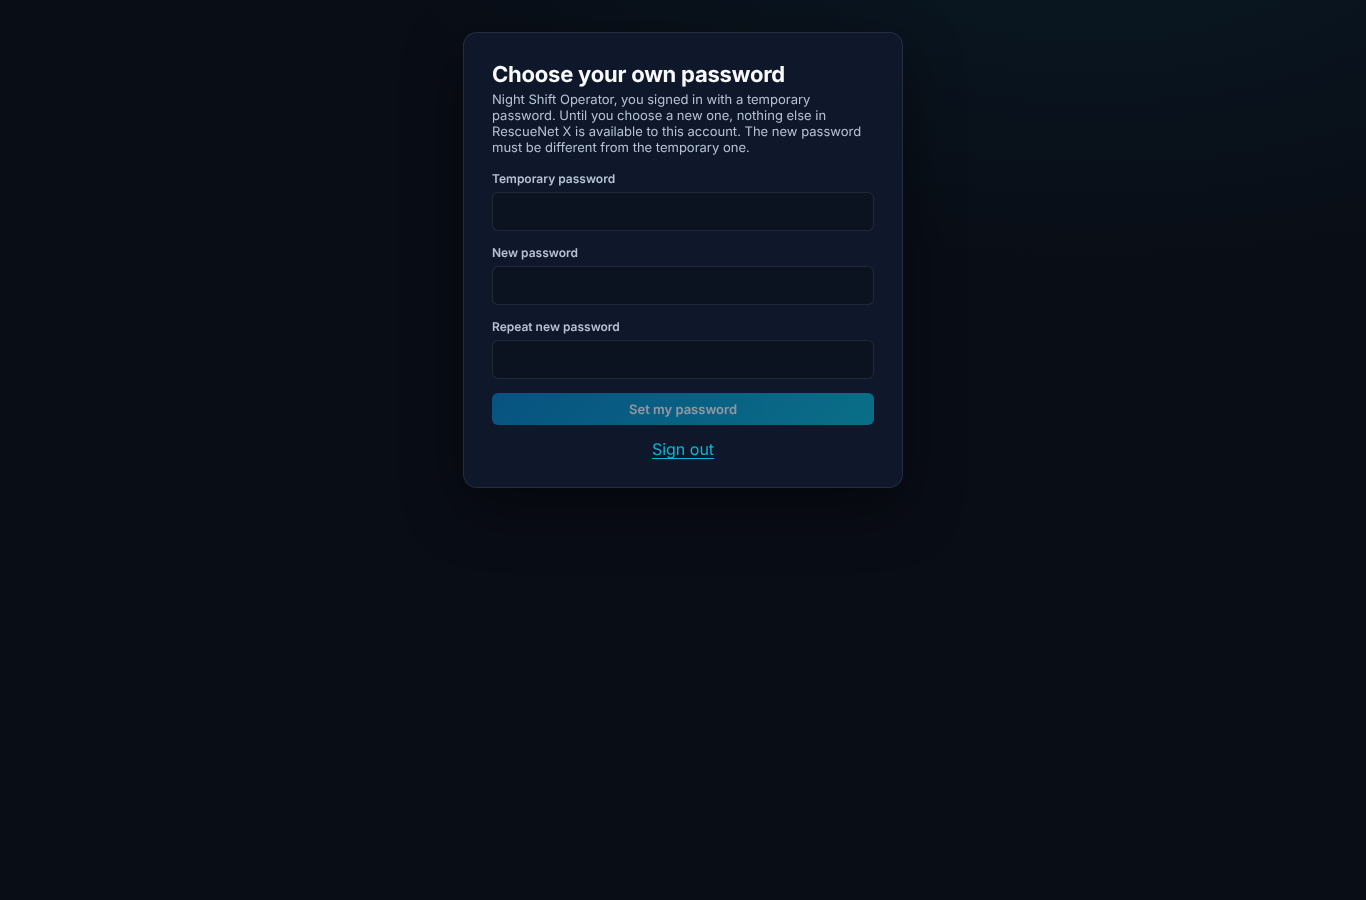 Choose your own password
Night Shift Operator, you signed in with a temporary
password. Until you choose a new one, nothing else in
RescueNet X is available to this account. The new password
must be different from the temporary one.
Temporary password
New password
Repeat new password
Set my password
Sign out